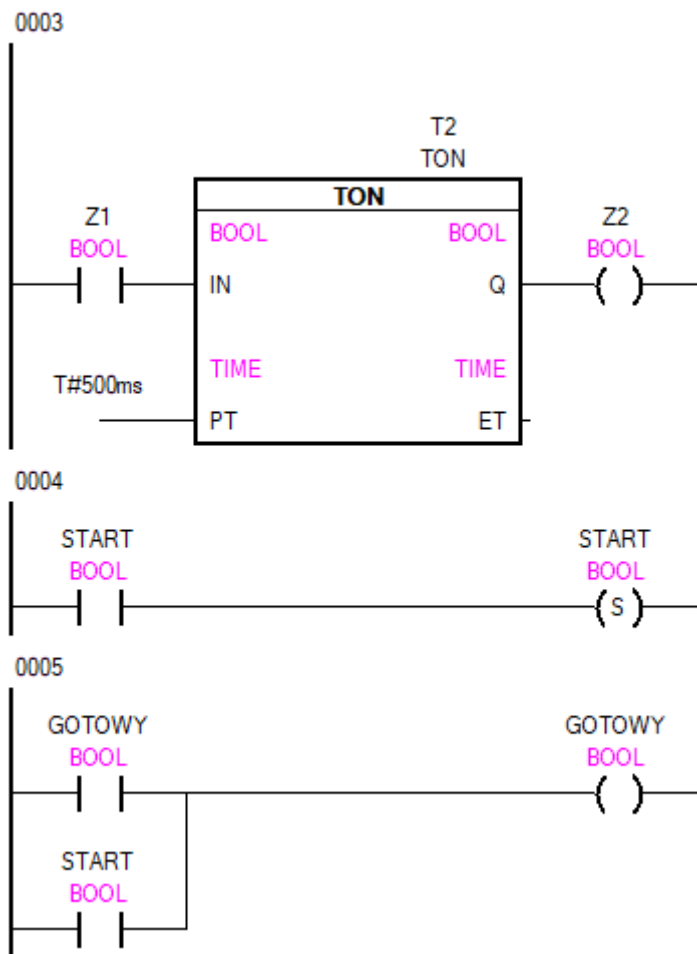 0003
T2
TON
TON
Z1
BOOL
BOOL
BOOL
Z2
BOOL
IN
Q
T#500ms
TIME
TIME
PT
ET
0004
START
BOOL
START
BOOL
S
0005
GOTOWY
BOOL
GOTOWY
BOOL
START
BOOL